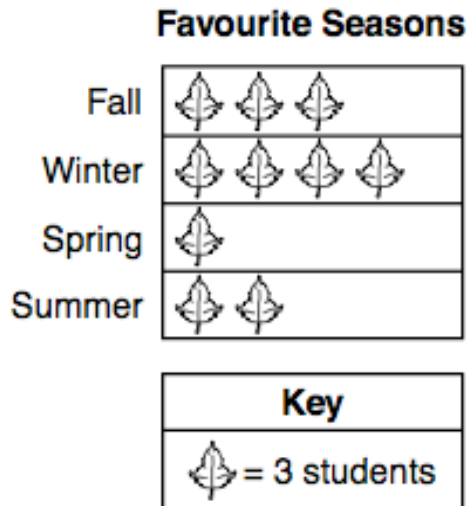 Favourite Seasons
Fall
Winter
Spring
Summer
Key
= 3 students